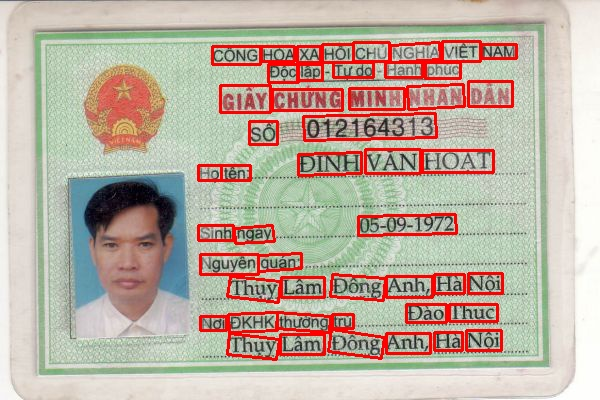 CỘNG HÒA XÃ HỘI CHỦ NGHĨA VIỆT NAM
Độc lập - Tự do - Hạnh phúc
GIẤY CHỨNG MINH NHÂN DÂN
SỐ 012164313
Họ tên: ĐINH VĂN HOẠT
Sinh ngày 05-09-1972
Nguyên quán:
Thụy Lâm Đông Anh, Hà Nội
Đào Thục
Nơi ĐKHK thường trú
Thụy Lâm Đông Anh, Hà Nội
VIET NAM